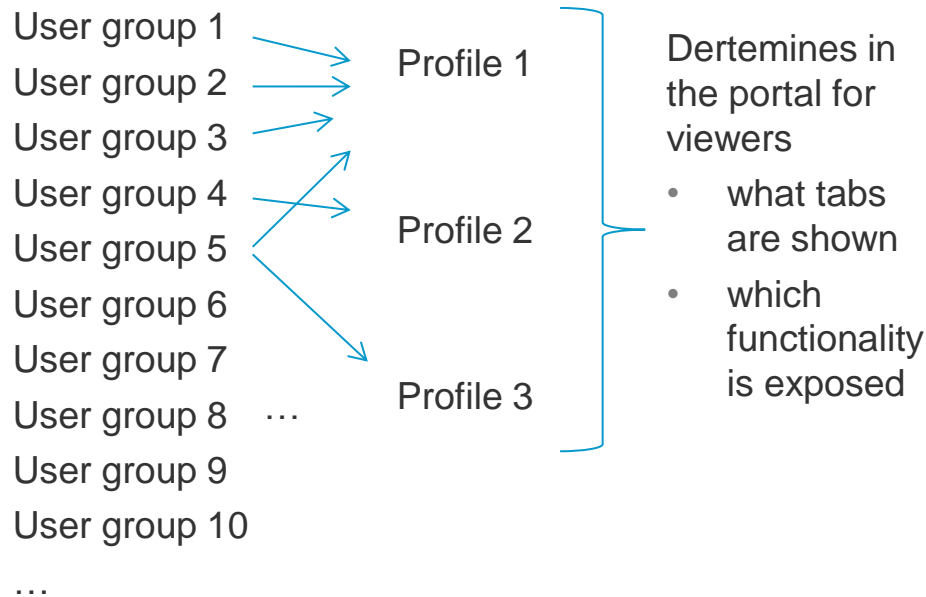 User group 1
User group 2
User group 3
User group 4
User group 5
User group 6
User group 7
User group 8 …
User group 9
User group 10
…
Profile 1
Profile 2
Profile 3
Dertemines in
the portal for
viewers
• what tabs
are shown
• which
functionality
is exposed